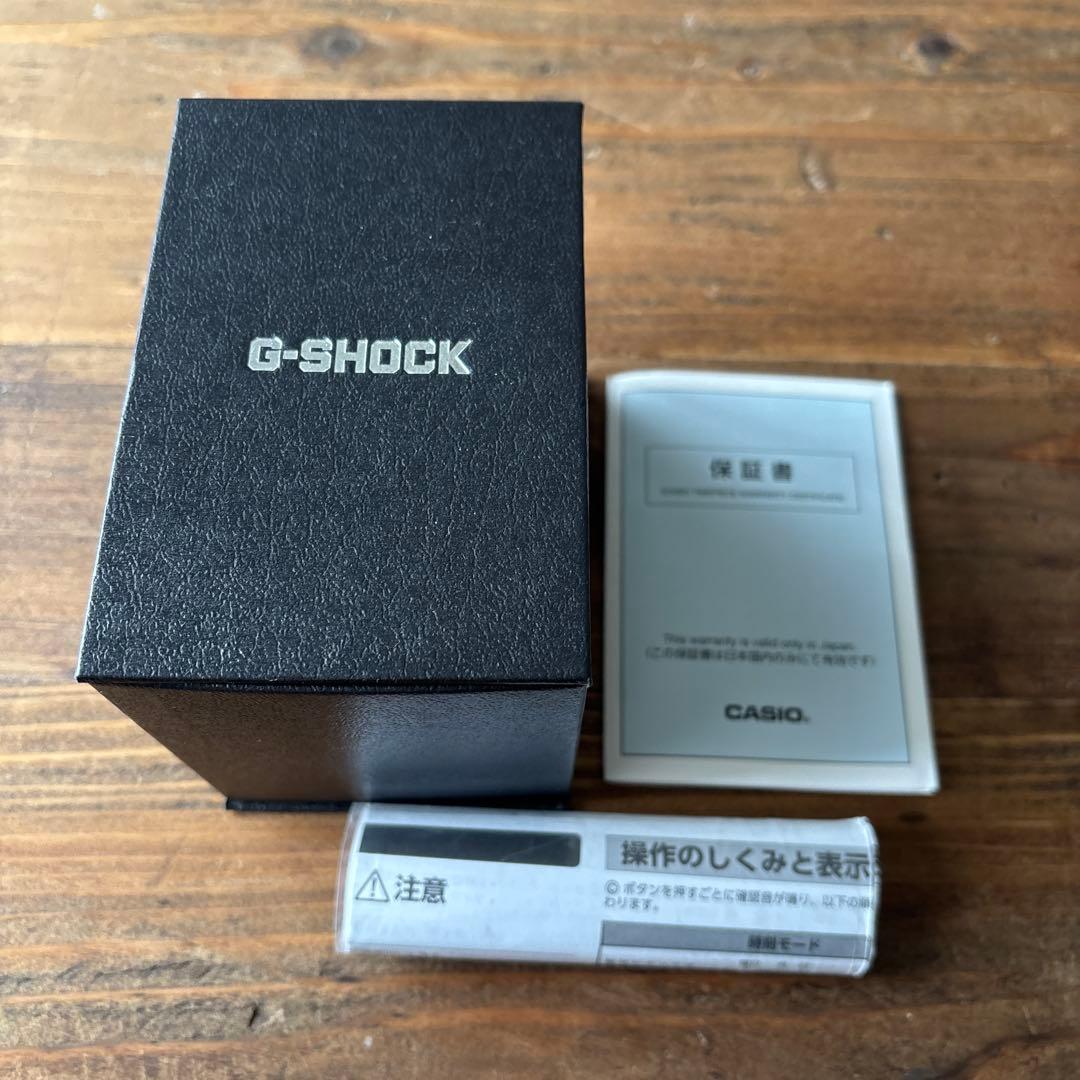 G-SHOCK
保証書
This warranty is valid only in Japan.
(この保証書は日本国内のみにて有効です)
CASIO.
注意
操作のしくみと表示
Ⓒ ボタンを押すごとに確認音が鳴り、以下の順
わります。
時刻モード